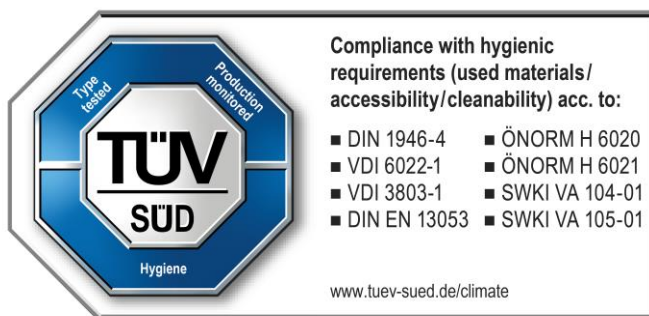 Type
tested
Production
monitored
TÜV
SÜD
Hygiene
Compliance with hygienic
requirements (used materials/
accessibility/cleanability) acc. to:
■ DIN 1946-4
■ VDI 6022-1
■ VDI 3803-1
■ DIN EN 13053
■ ÖNORM H 6020
■ ÖNORM H 6021
■ SWKI VA 104-01
■ SWKI VA 105-01
www.tuev-sued.de/climate